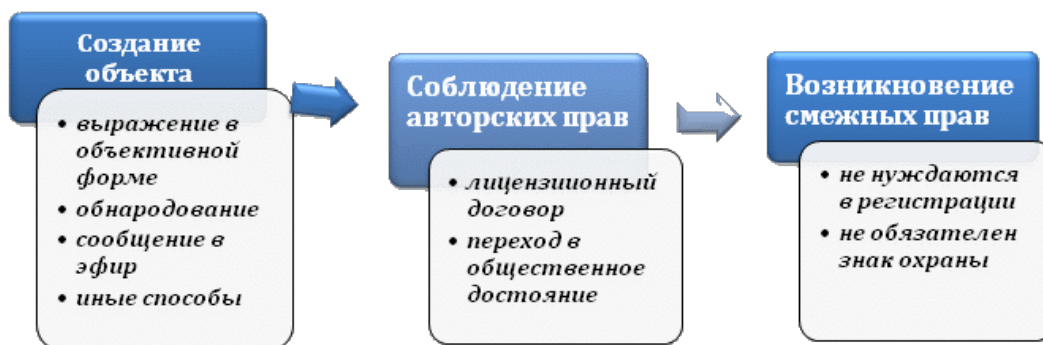 Создание
объекта
• выражение в
объективной
форме
• обнародование
• сообщение в
эфир
• иные способы
Соблюдение
авторских прав
• лицензиионный
договор
• переход в
общественное
достояние
Возникновение
смежных прав
• не нуждаются
в регистрации
• не обязателен
знак охраны